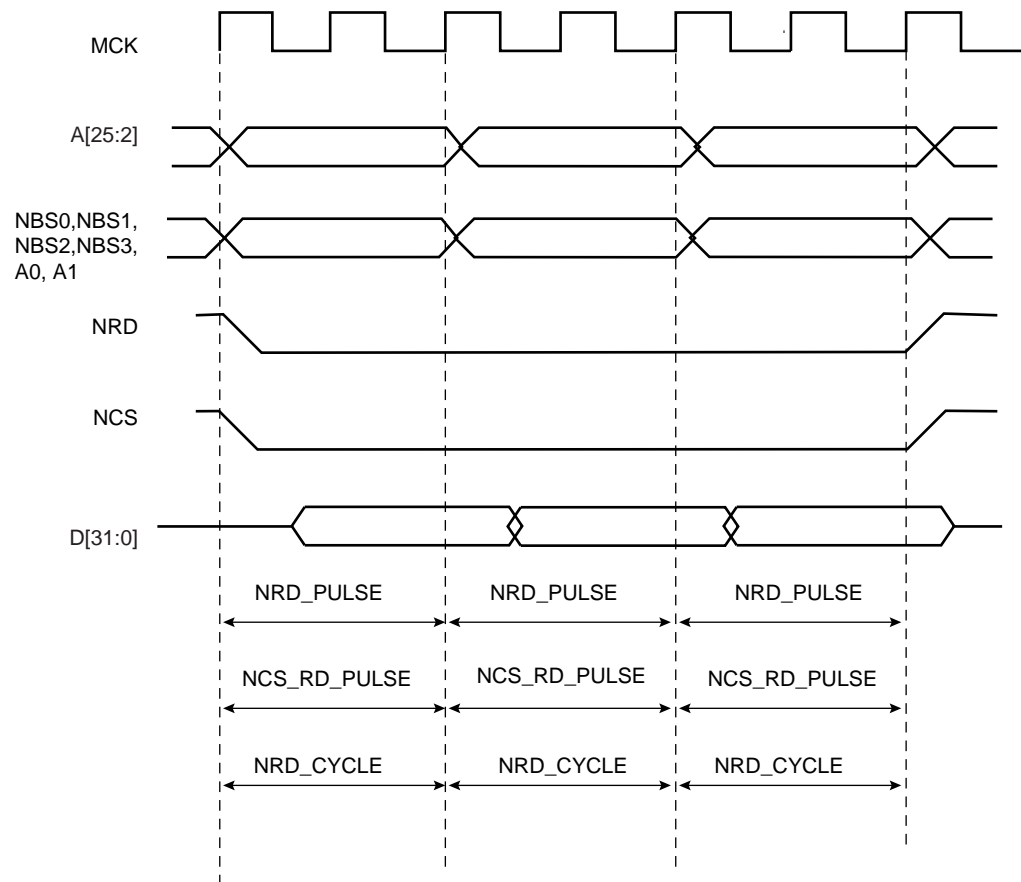 MCK
A[25:2]
NBS0,NBS1,
NBS2,NBS3,
A0, A1
NRD
NCS
D[31:0]
NRD_PULSE NRD_PULSE NRD_PULSE
NCS_RD_PULSE NCS_RD_PULSE NCS_RD_PULSE
NRD_CYCLE NRD_CYCLE NRD_CYCLE